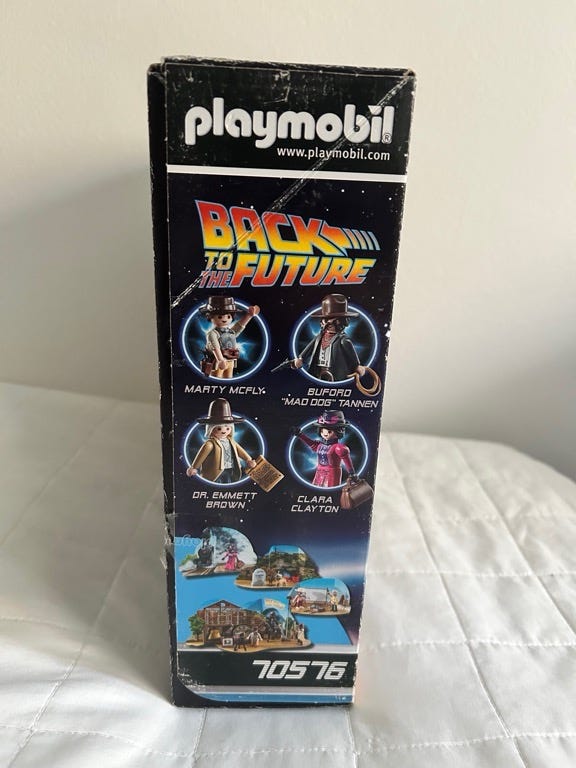 playmobil®
www.playmobil.com
BACK
TO THE FUTURE
MARTY MCFLY
BUFORD
"MAD DOG" TANNEN
DR. EMMETT
BROWN
CLARA
CLAYTON
70576